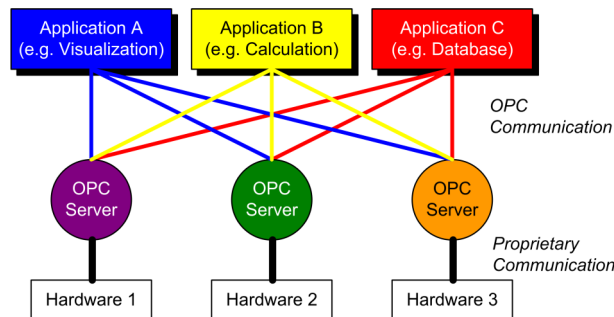 Application A
(e.g. Visualization)
Application B
(e.g. Calculation)
Application C
(e.g. Database)
OPC
Communication
OPC
Server
OPC
Server
OPC
Server
Proprietary
Communication
Hardware 1
Hardware 2
Hardware 3